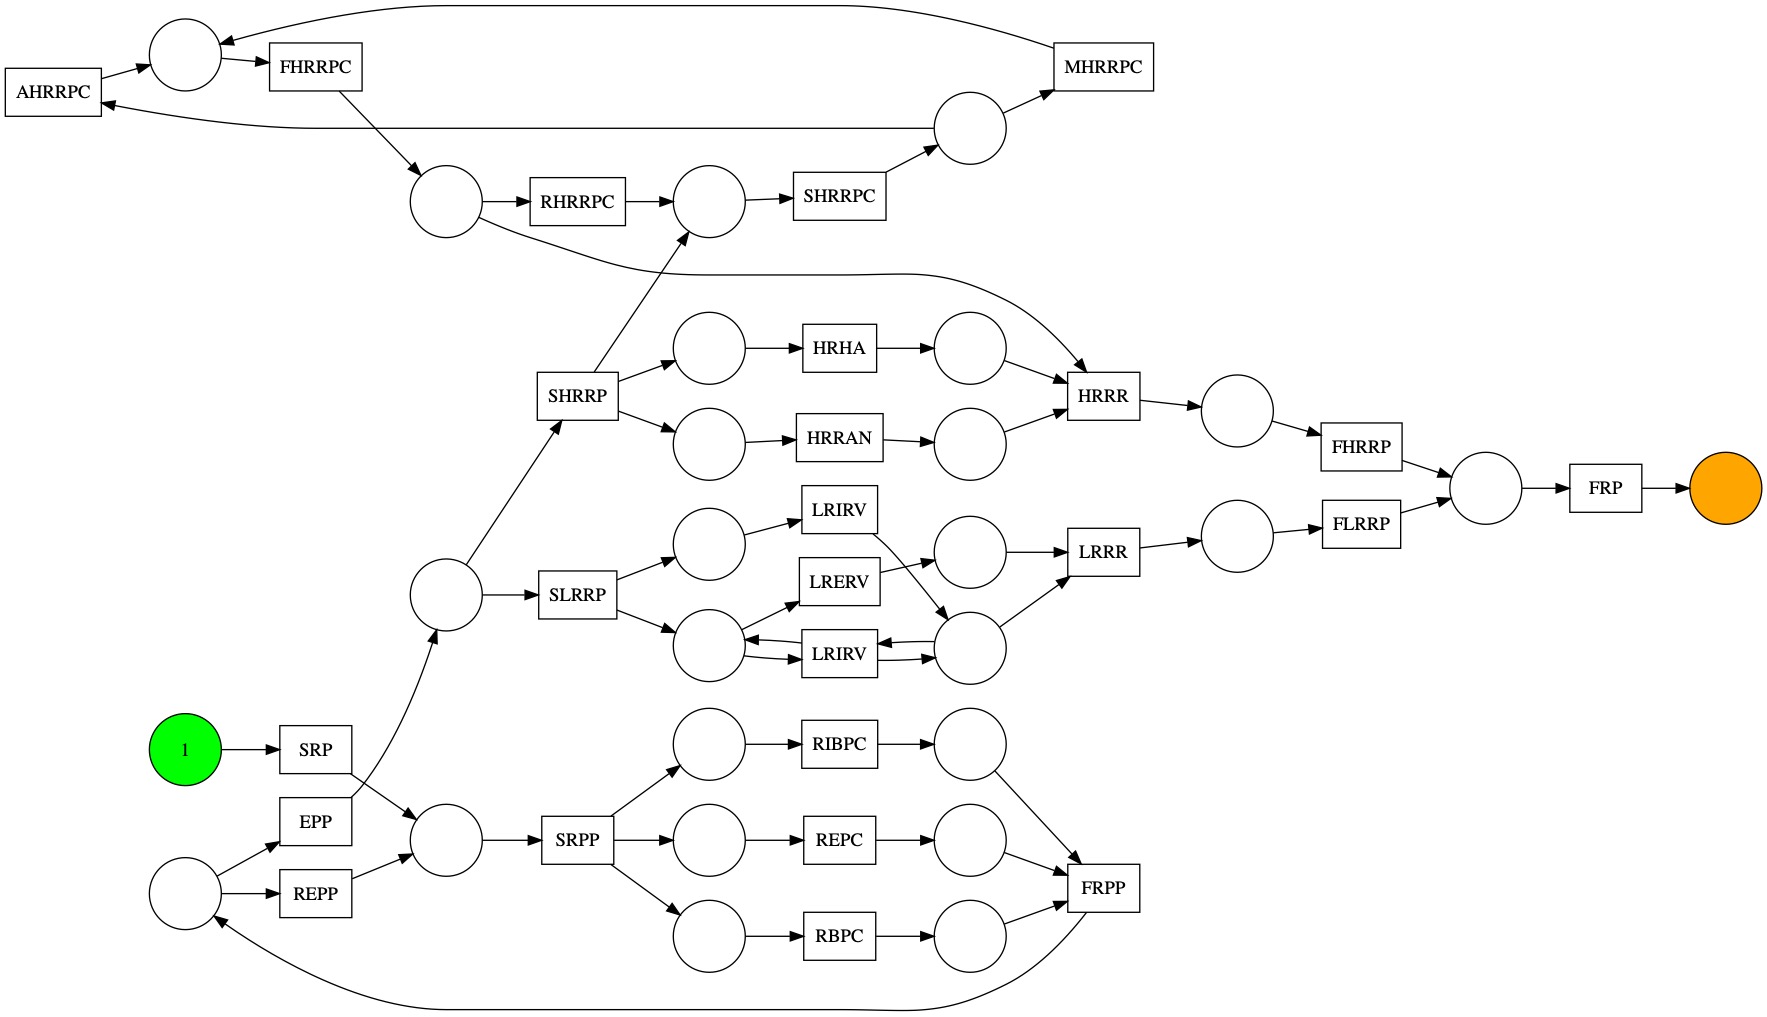 FHRRPC
MHRRPC
AHRRPC
RHRRPC
SHRRPC
HRHA
SHRRP
HRRR
HRRAN
FHRRP
FRP
LRIRV
FLRRP
LRRR
LRERV
SLRRP
LRIRV
1
SRP
RIBPC
EPP
SRPP
REPC
REPP
FRPP
RBPC